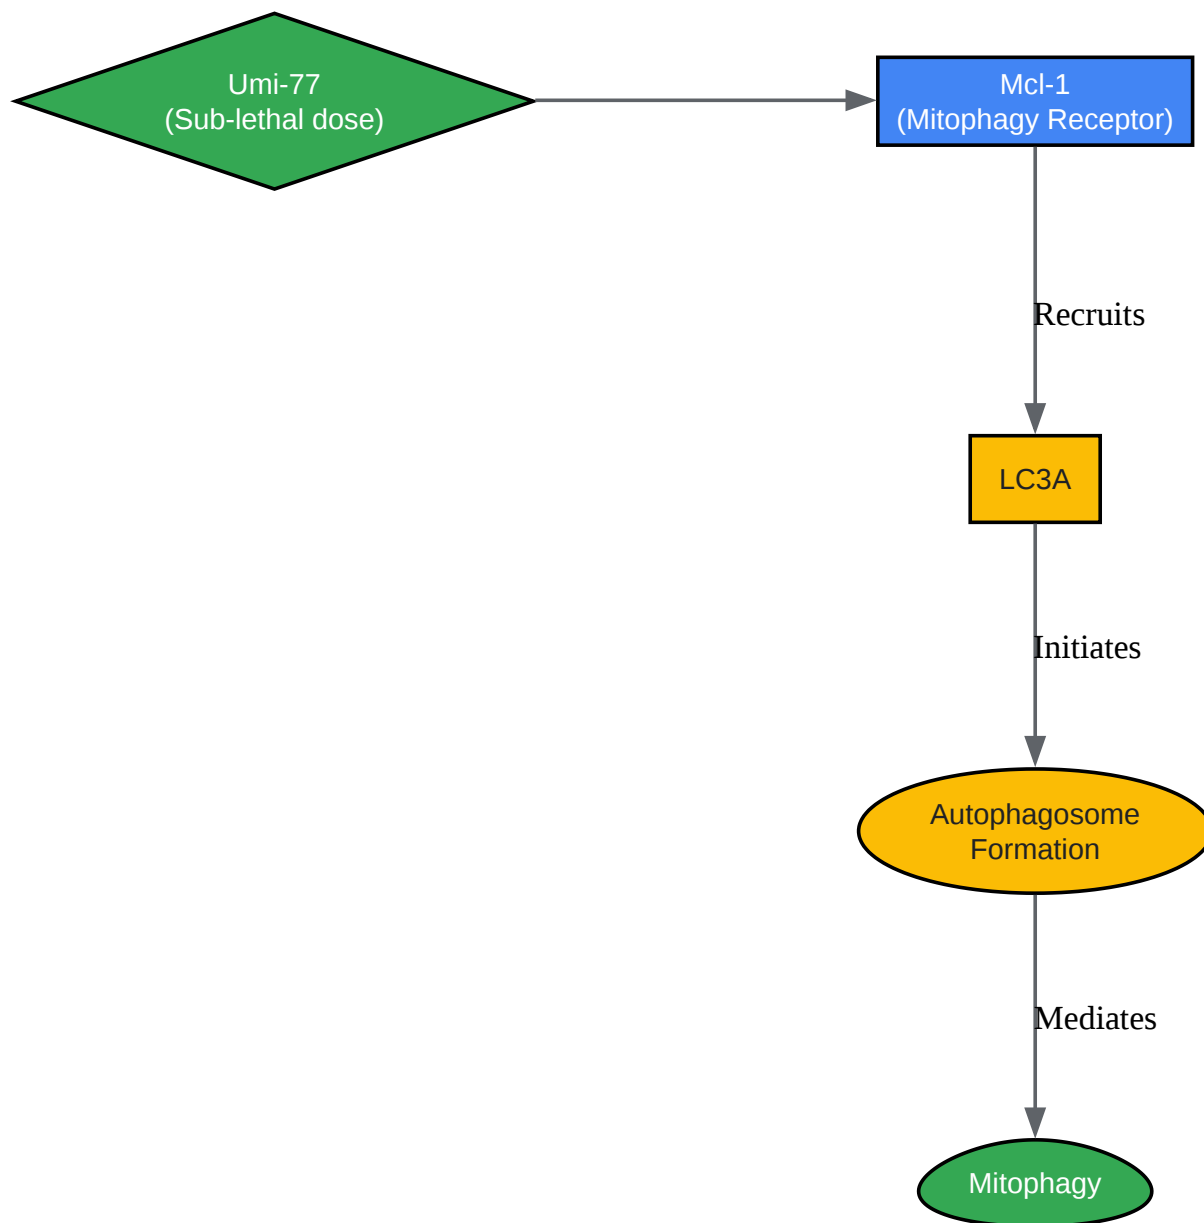 Umi-77
(Sub-lethal dose)
Mcl-1
(Mitophagy Receptor)
Recruits
LC3A
Initiates
Autophagosome
Formation
Mediates
Mitophagy